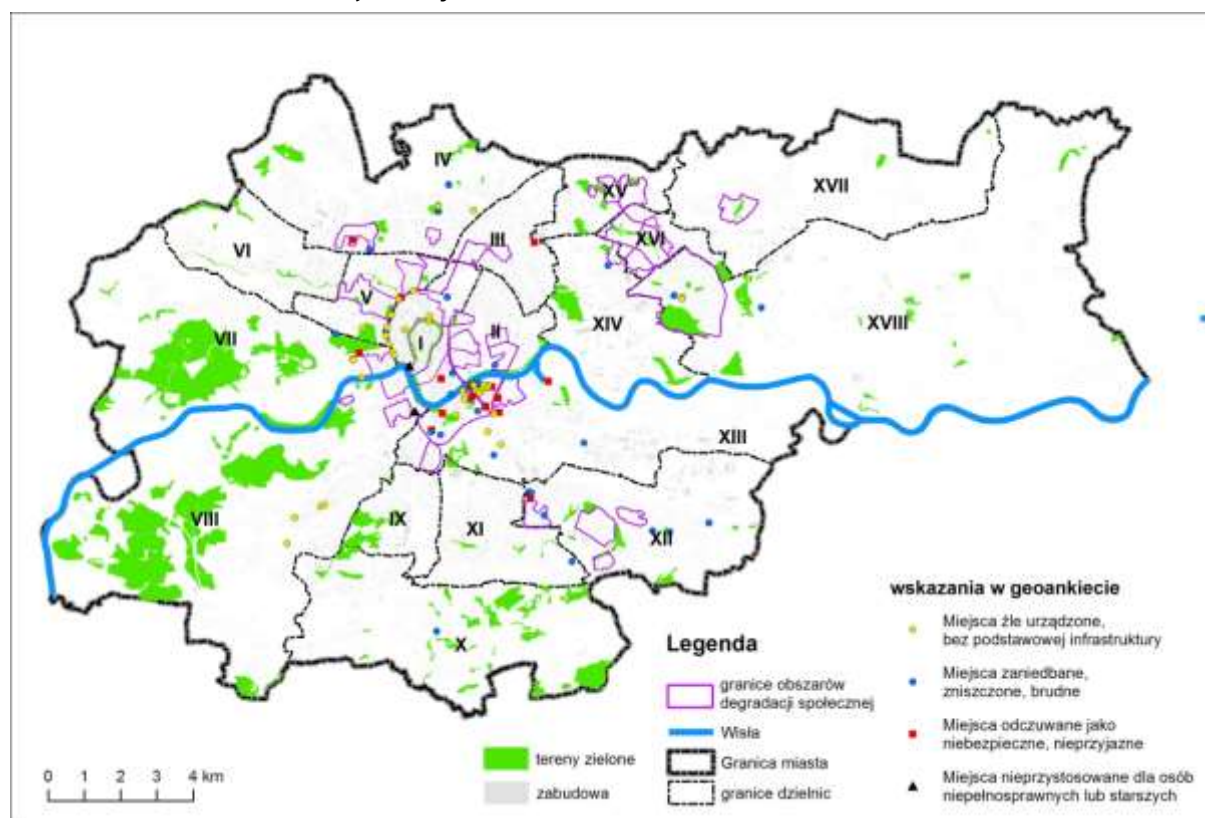 IV
XV
XVII
III
XVI
VI
V
I
II
XIV
XVIII
VII
XIII
VIII
IX
XI
XII
X
wskazania w geoankiecie
Miejsca źle urządzone,
bez podstawowej infrastruktury
Miejsca zaniedbane,
zniszczone, brudne
Miejsca odczuwane jako
niebezpieczne, nieprzyjazne
Miejsca nieprzystosowane dla osób
niepełnosprawnych lub starszych
Legenda
granice obszarów
degradacji społecznej
Wisła
Granica miasta
granice dzielnic
tereny zielone
zabudowa
0 1 2 3 4 km